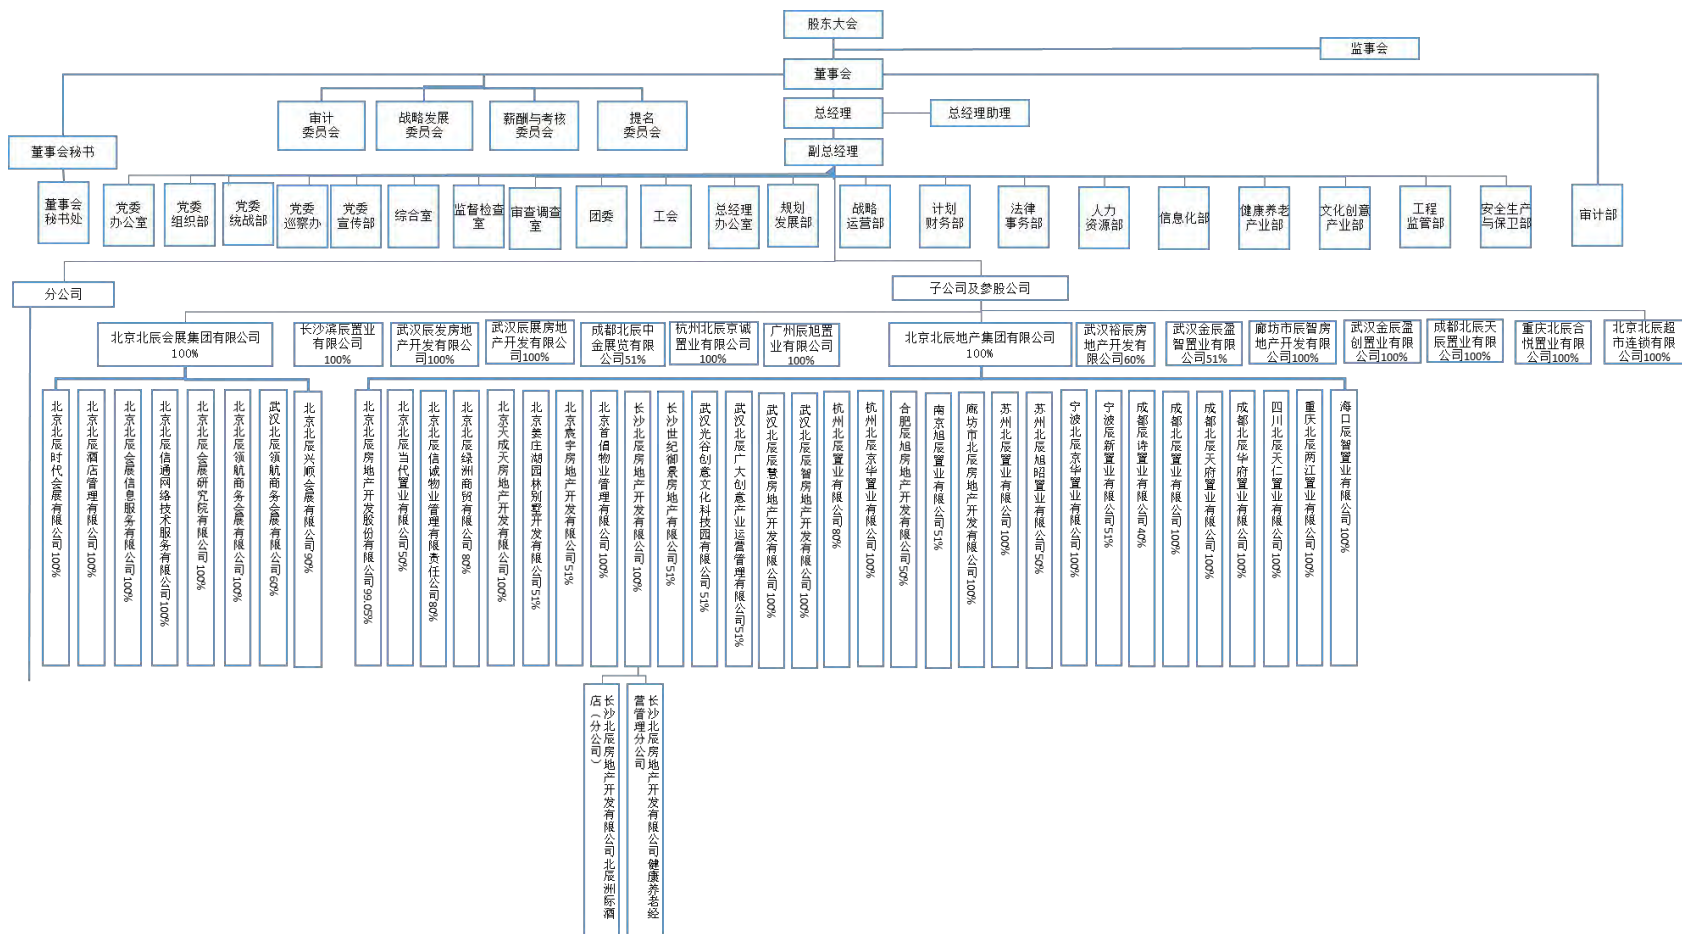 股东大会
监事会
董事会
审计
委员会
战略发展
委员会
薪酬与考核
委员会
提名
委员会
总经理
总经理助理
董事会秘书
副总经理
董事会
秘书处
党委
办公室
党委
组织部
党委
统战部
党委
巡察办
党委
宣传部
综合室
监督检查
室
审查调查
室
团委
工会
总经理
办公室
规划
发展部
战略
运营部
计划
财务部
法律
事务部
人力
资源部
信息化部
健康养老
产业部
文化创意
产业部
工程
监管部
安全生产
与保卫部
审计部
分公司
子公司及参股公司
北京北辰会展集团有限公司
100%
长沙滨辰置业
有限公司
100%
武汉辰发房地
产开发有限公
司100%
武汉辰展房地
产开发有限公
司100%
成都北辰中
金展览有限
公司51%
杭州北辰京诚
置业有限公司
100%
广州辰旭置
业有限公司
100%
北京北辰地产集团有限公司
100%
武汉裕辰房
地产开发有
限公司60%
武汉金辰盈
智置业有限
公司51%
廊坊市辰智房
地产开发有限
公司100%
武汉金辰盈
创置业有限
公司100%
成都北辰天
辰置业有限
公司100%
重庆北辰合
悦置业有限
公司100%
北京北辰超
市连锁有限
公司100%
北京北辰时代会展有限公司100%
北京北辰酒店管理有限公司 100%
北京北辰会展信息服务有限公司 100%
北京北辰信通网络技术服务有限公司100%
北京北辰会展研究院有限公司 100%
北京北辰领航商务会展有限公司 100%
武汉北辰领航商务会展有限公司60%
北京北辰兴顺会展有限公司 90%
北京北辰房地产开发股份有限公司99.05%
北京北辰当代置业有限公司 50%
北京北辰信诚物业管理有限责任公司80%
北京北辰绿洲商贸有限公司 80%
北京天成天房地产开发有限公司 100%
北京姜庄湖园林别墅开发有限公司51%
北京宸宇房地产开发有限公司 51%
北京首倡物业管理有限公司 100%
长沙北辰房地产开发有限公司 100%
长沙世纪御景房地产有限公司 51%
武汉光谷创意文化科技园有限公司 51%
武汉北辰广大创意产业运营管理有限公司51%
武汉北辰辰慧房地产开发有限公司 100%
武汉北辰辰智房地产开发有限公司 100%
杭州北辰置业有限公司 80%
杭州北辰京华置业有限公司 100%
合肥辰旭房地产开发有限公司 50%
南京旭辰置业有限公司 51%
廊坊市北辰房地产开发有限公司 100%
苏州北辰置业有限公司 100%
苏州北辰旭昭置业有限公司 50%
宁波北辰京华置业有限公司 100%
宁波辰新置业有限公司 51%
成都辰诗置业有限公司 40%
成都北辰置业有限公司 100%
成都北辰天府置业有限公司 100%
成都北辰华府置业有限公司 100%
四川北辰天仁置业有限公司 100%
重庆北辰两江置业有限公司 100%
海口辰智置业有限公司 100%
长沙北辰房地产开发有限公司北辰洲际酒
店（分公司）
长沙北辰房地产开发有限公司健康养老经
营管理分公司